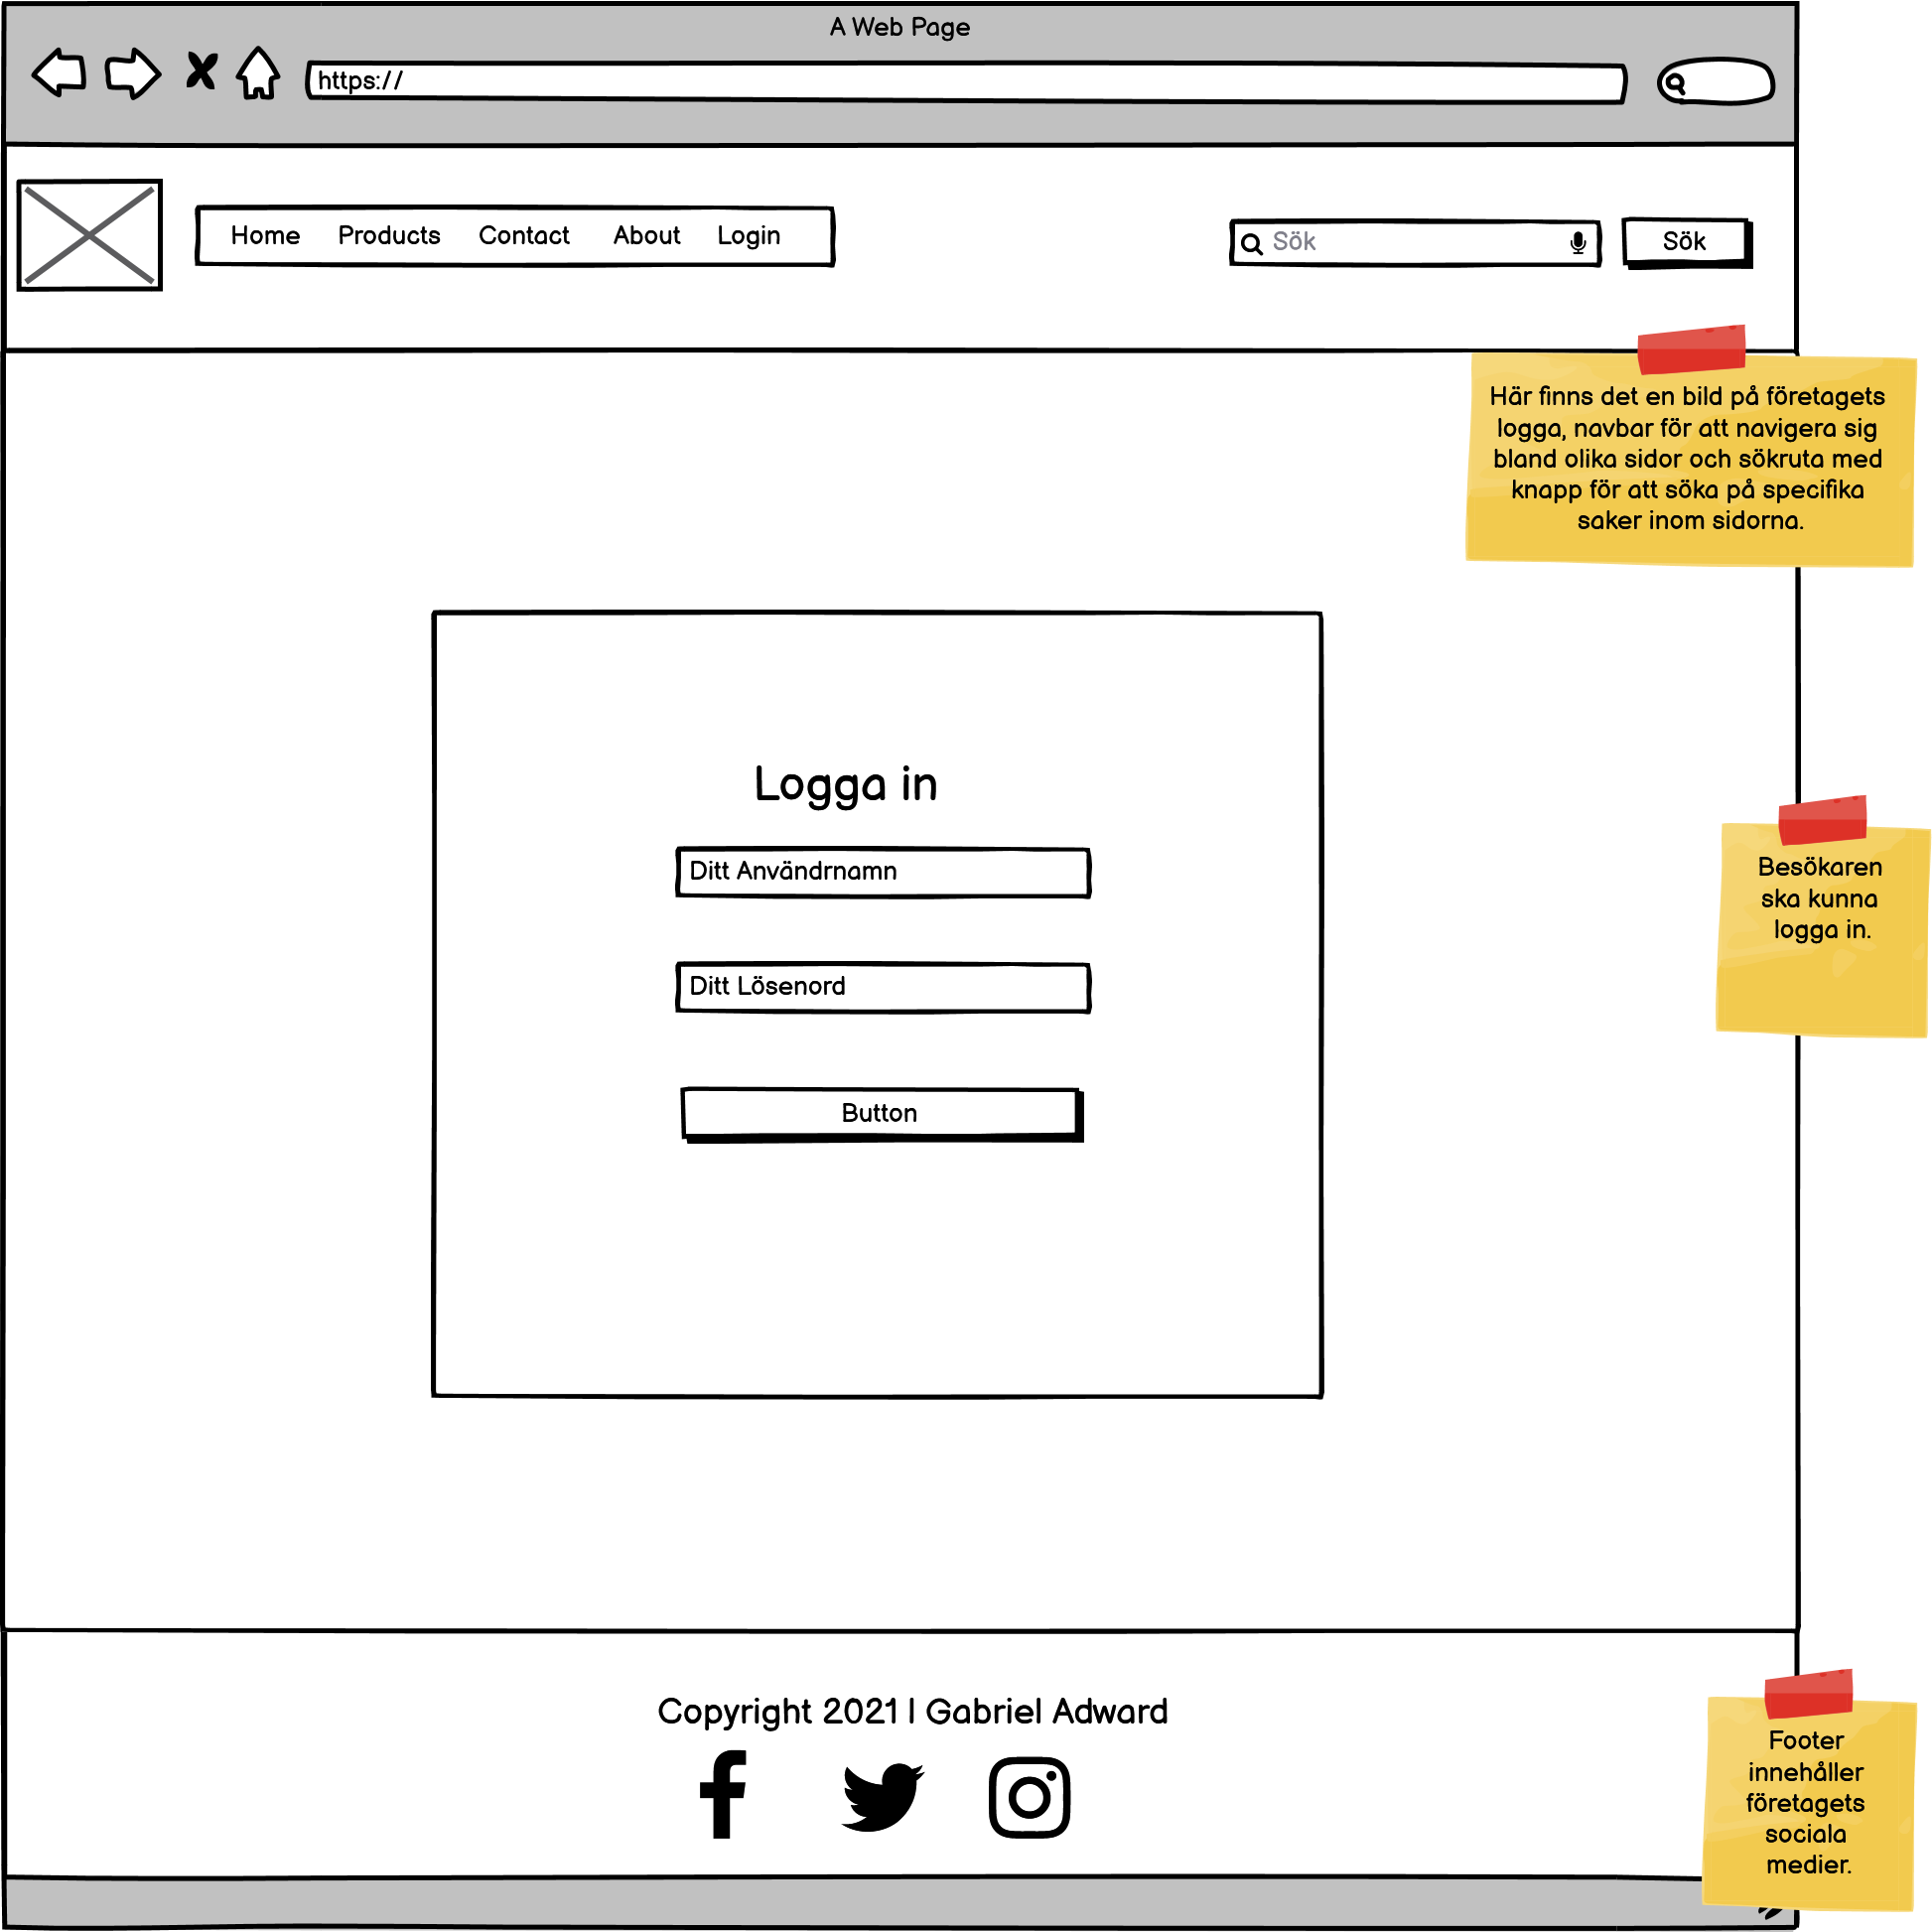 A Web Page
https://
Home Products Contact About Login
Sök
Sök
Här finns det en bild på företagets
logga, navbar för att navigera sig
bland olika sidor och sökruta med
knapp för att söka på specifika
saker inom sidorna.
Logga in
Ditt Användrnamn
Ditt Lösenord
Button
Besökaren
ska kunna
logga in.
Copyright 2021 | Gabriel Adward
Footer
innehåller
företagets
sociala
medier.